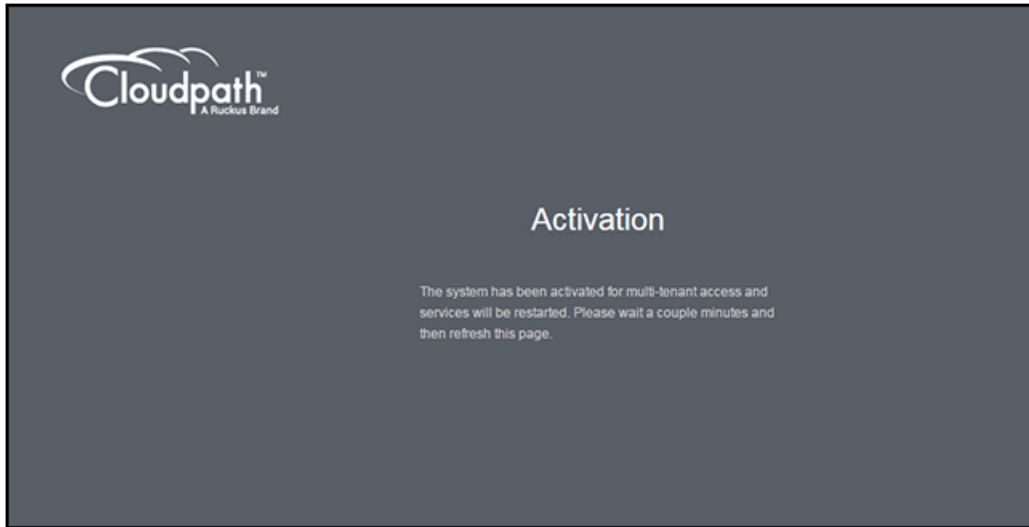 Cloudpath™
A Ruckus Brand
Activation
The system has been activated for multi-tenant access and
services will be restarted. Please wait a couple minutes and
then refresh this page.